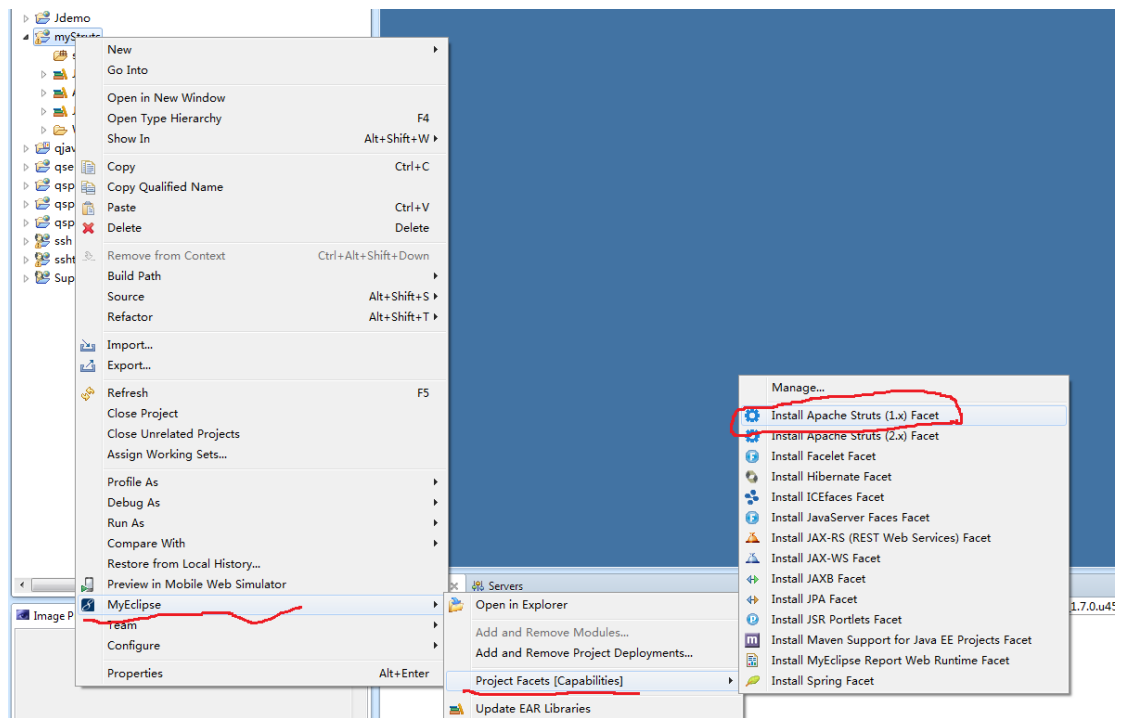 Jdemo
myStruts
New
Go Into
Open in New Window
Open Type Hierarchy F4
Show In Alt+Shift+W
qjav
qse
Copy Ctrl+C
qsp
Copy Qualified Name
qsp
Paste Ctrl+V
qsp
Delete Delete
ssh
Remove from Context Ctrl+Alt+Shift+Down
ssht
Build Path
Sup
Source Alt+Shift+S
Refactor Alt+Shift+T
Import...
Export...
Refresh F5
Close Project
Close Unrelated Projects
Assign Working Sets...
Profile As
Debug As
Run As
Compare With
Restore from Local History...
Preview in Mobile Web Simulator
MyEclipse
Team
Configure
Properties Alt+Enter
Image P
Servers
1.7.0.u45
Open in Explorer
Add and Remove Modules...
Add and Remove Project Deployments...
Project Facets [Capabilities]
Update EAR Libraries
Manage...
Install Apache Struts (1.x) Facet
Install Apache Struts (2.x) Facet
Install Facelet Facet
Install Hibernate Facet
Install ICEfaces Facet
Install JavaServer Faces Facet
Install JAX-RS (REST Web Services) Facet
Install JAX-WS Facet
Install JAXB Facet
Install JPA Facet
Install JSR Portlets Facet
Install Maven Support for Java EE Projects Facet
Install MyEclipse Report Web Runtime Facet
Install Spring Facet